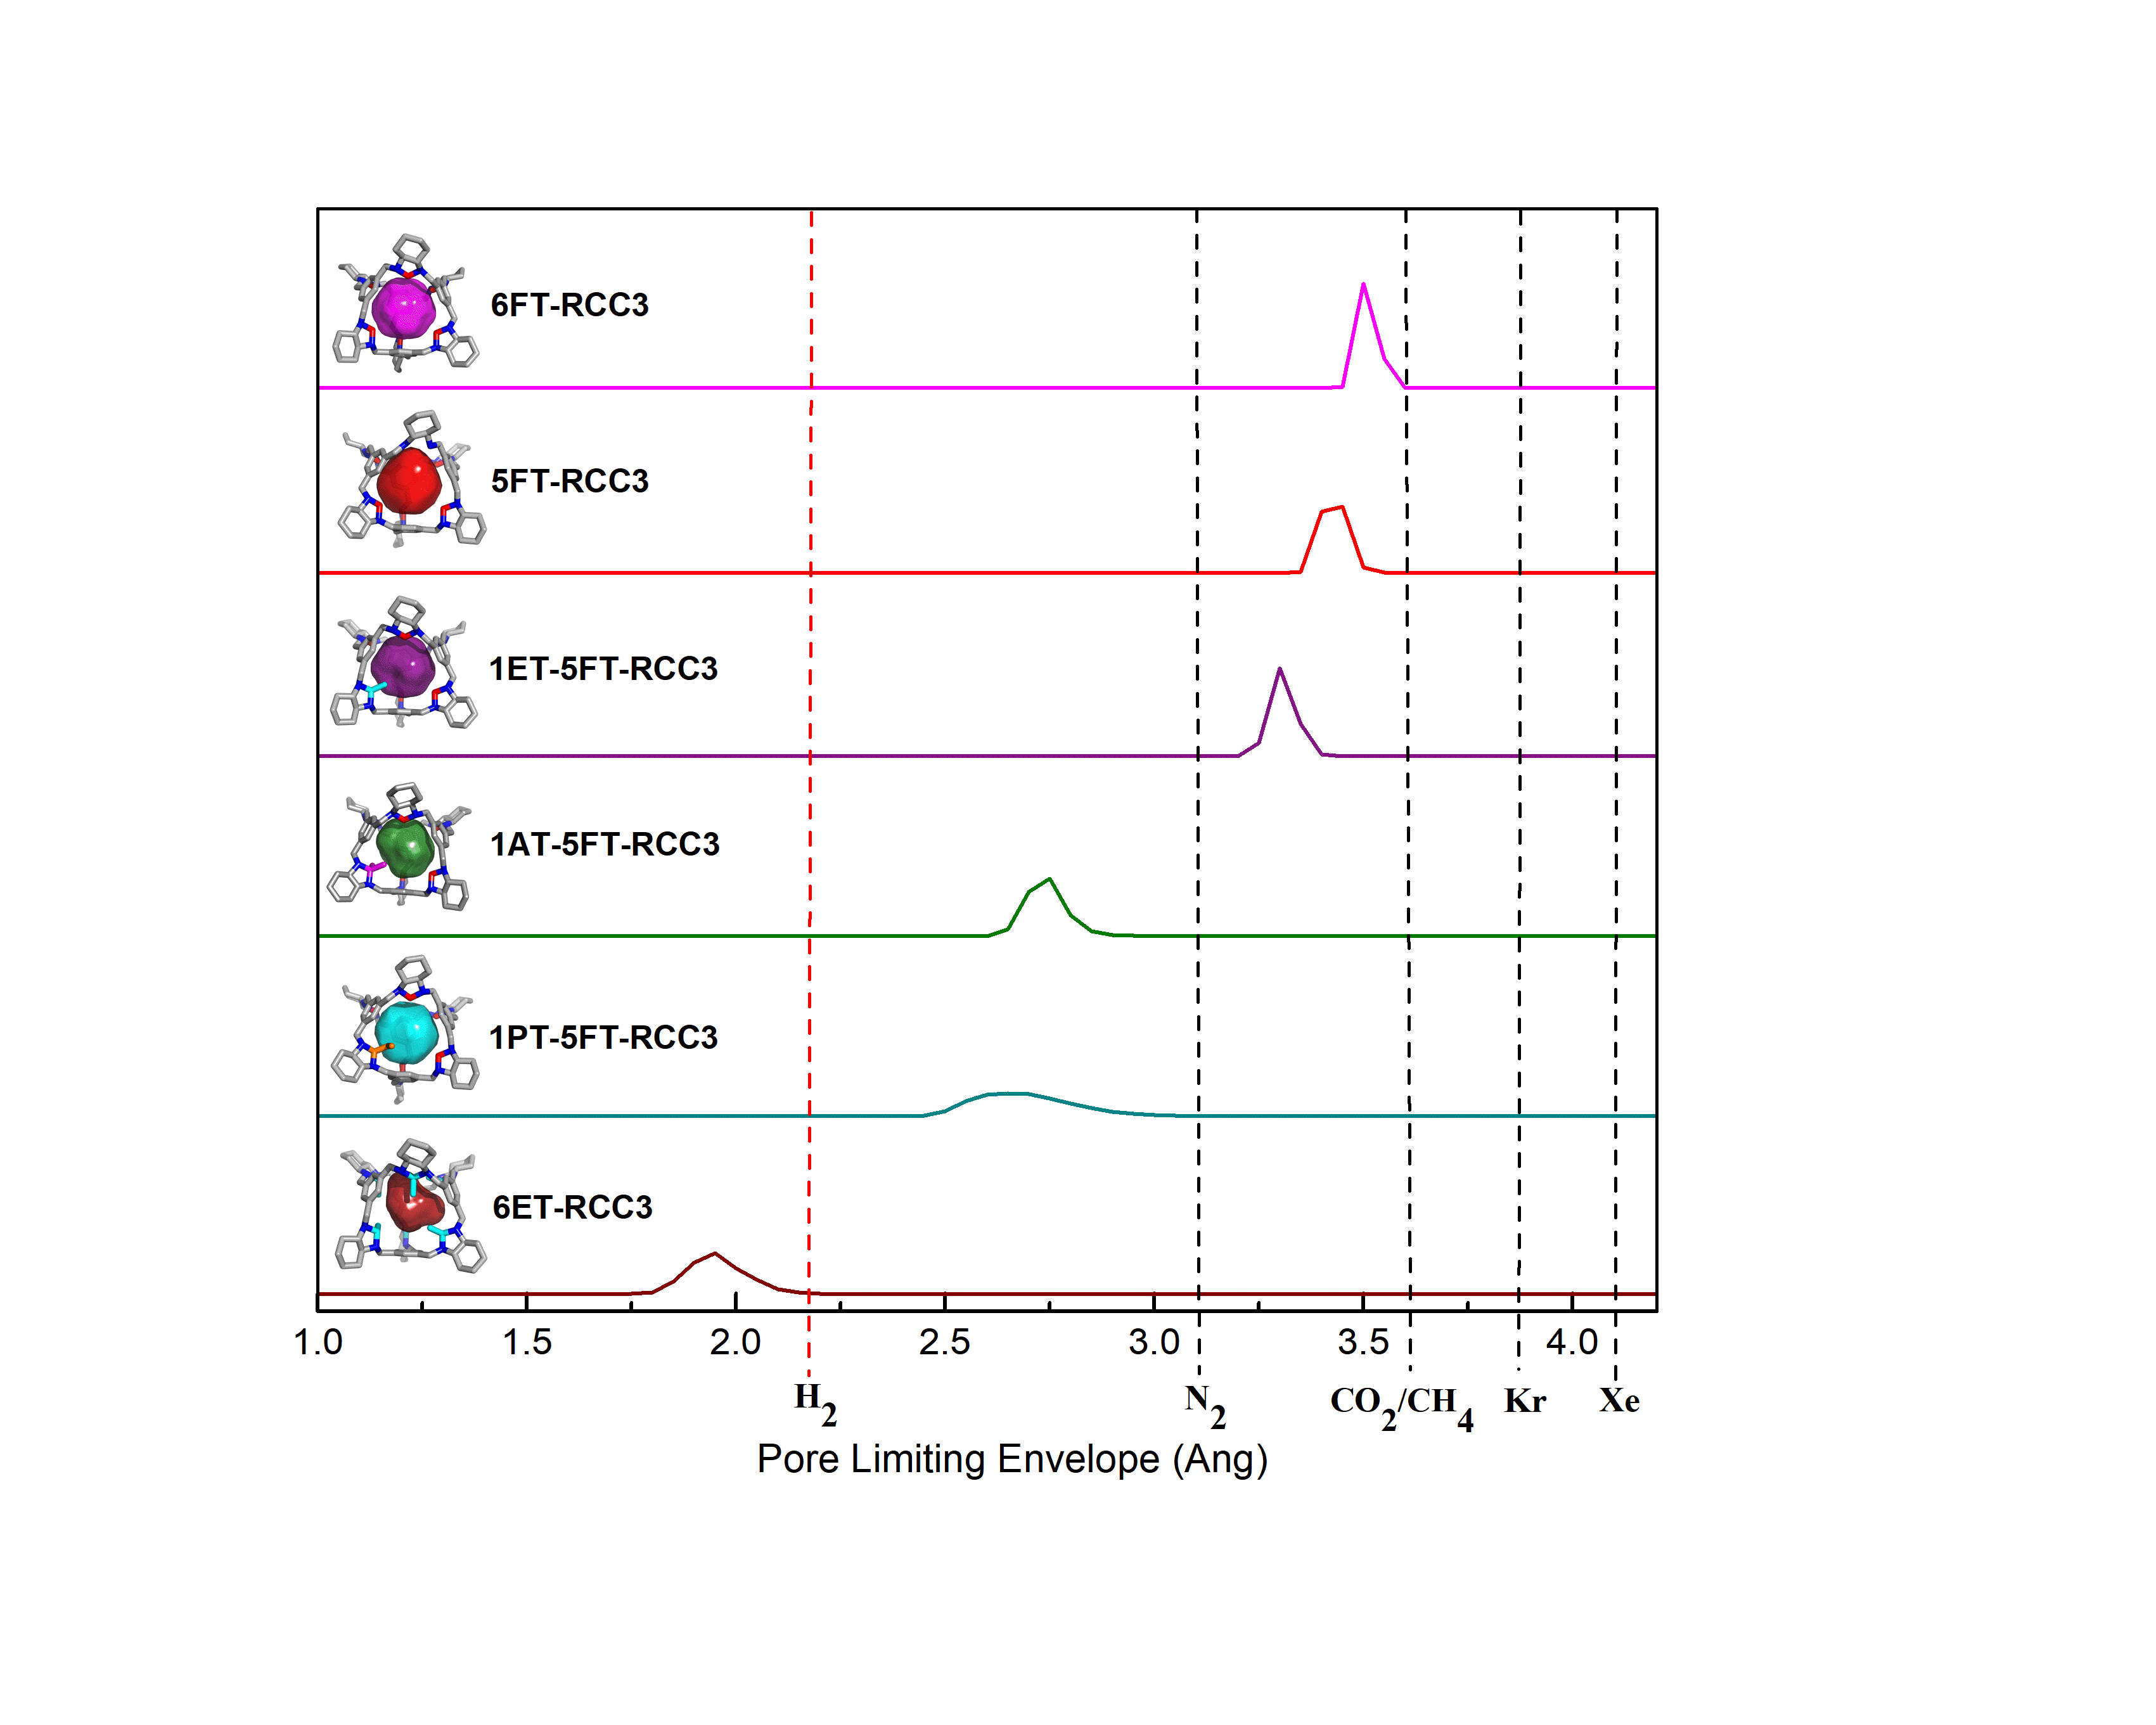 6FT-RCC3
5FT-RCC3
1ET-5FT-RCC3
1AT-5FT-RCC3
1PT-5FT-RCC3
6ET-RCC3
1.0 1.5 2.0 2.5 3.0 3.5 4.0
H2 N2 CO2/CH4 Kr Xe
Pore Limiting Envelope (Ang)